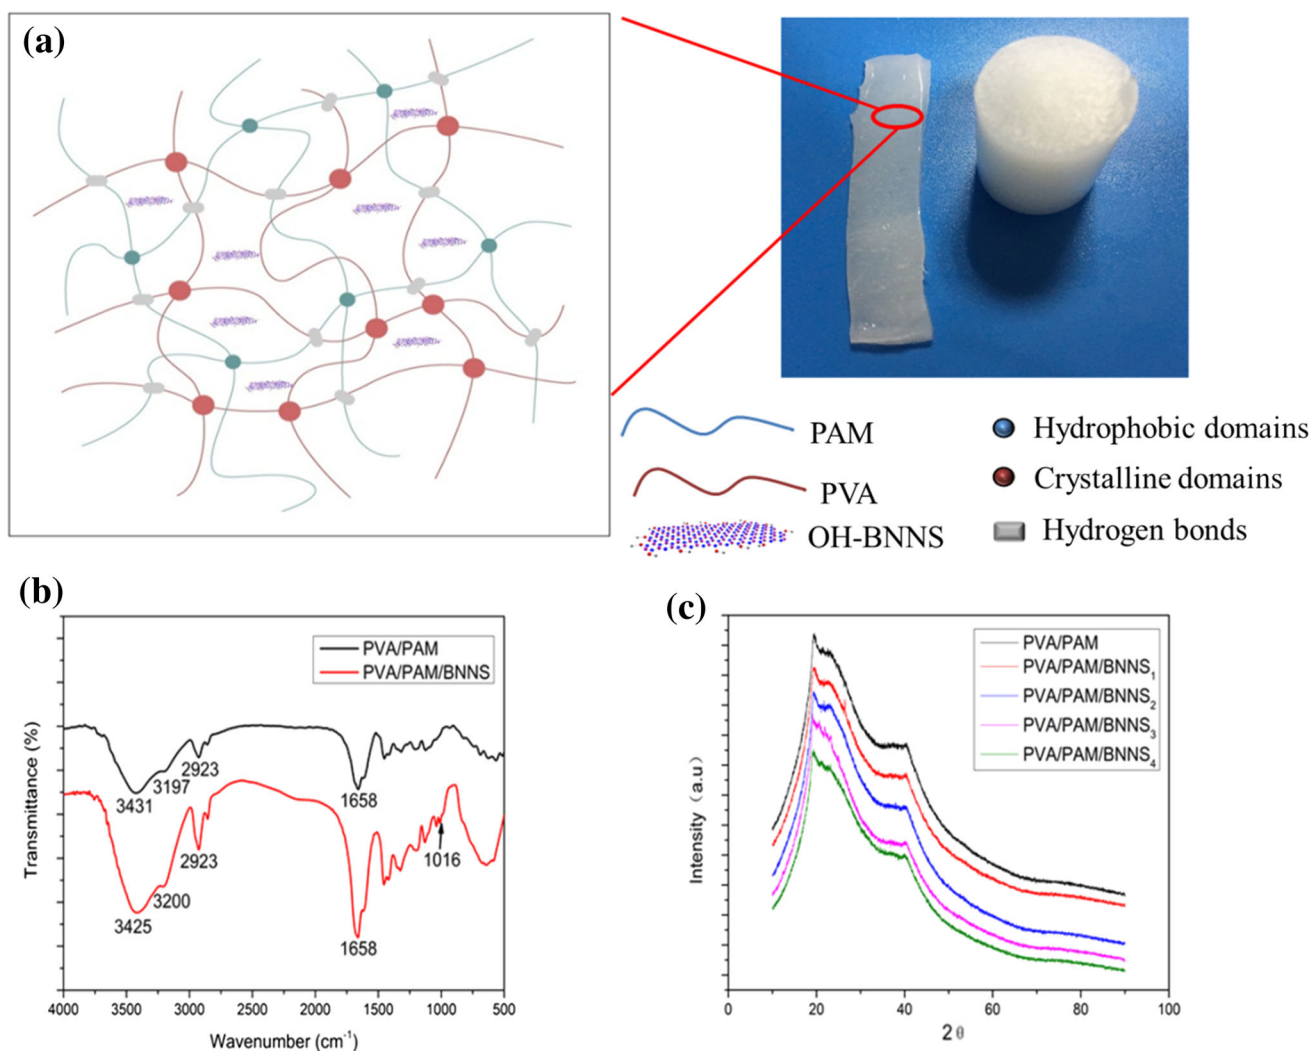 (a)
PAM
PVA
OH-BNNS
Hydrophobic domains
Crystalline domains
Hydrogen bonds
(b)
PVA/PAM
PVA/PAM/BNNS
3431
3197
2923
1658
3425
3200
2923
1658
1016
Transmittance (%)
4000 3500 3000 2500 2000 1500 1000 500
Wavenumber (cm⁻¹)
(c)
PVA/PAM
PVA/PAM/BNNS₁
PVA/PAM/BNNS₂
PVA/PAM/BNNS₃
PVA/PAM/BNNS₄
Intensity (a.u)
0 20 40 60 80 100
2θ